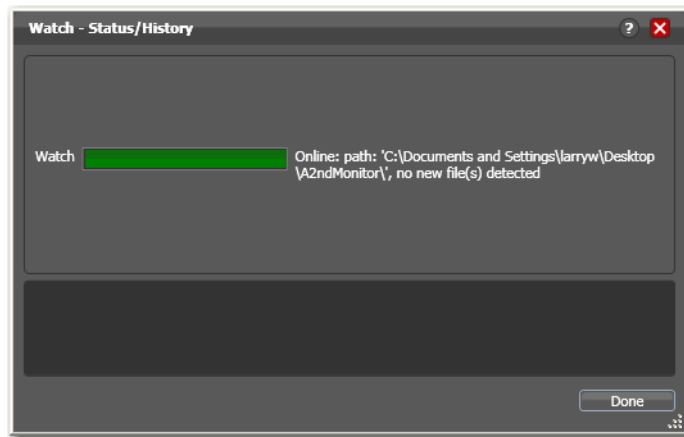 Watch - Status/History
?
Watch
Online: path: 'C:\Documents and Settings\larryw\Desktop
\A2ndMonitor\', no new file(s) detected
Done